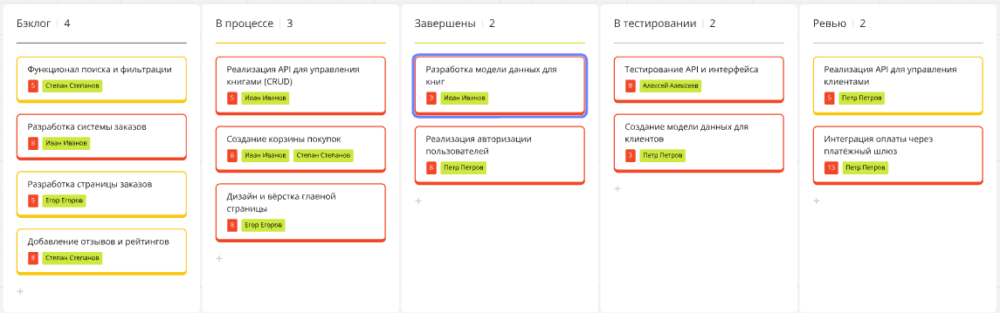 Бэклог 4
Функционал поиска и фильтрации
5 Степан Степанов
Разработка системы заказов
8 Иван Иванов
Разработка страницы заказов
5 Егор Егоров
Добавление отзывов и рейтингов
8 Степан Степанов
+
В процессе 3
Реализация API для управления
книгами (CRUD)
5 Иван Иванов
Создание корзины покупок
8 Иван Иванов Степан Степанов
Дизайн и вёрстка главной
страницы
8 Егор Егоров
+
Завершены 2
Разработка модели данных для
книг
3 Иван Иванов
Реализация авторизации
пользователей
8 Петр Петров
+
В тестировании 2
Тестирование API и интерфейса
8 Алексей Алексеев
Создание модели данных для
клиентов
3 Петр Петров
+
Ревью 2
Реализация API для управления
клиентами
5 Петр Петров
Интеграция оплаты через
платёжный шлюз
13 Петр Петров
+